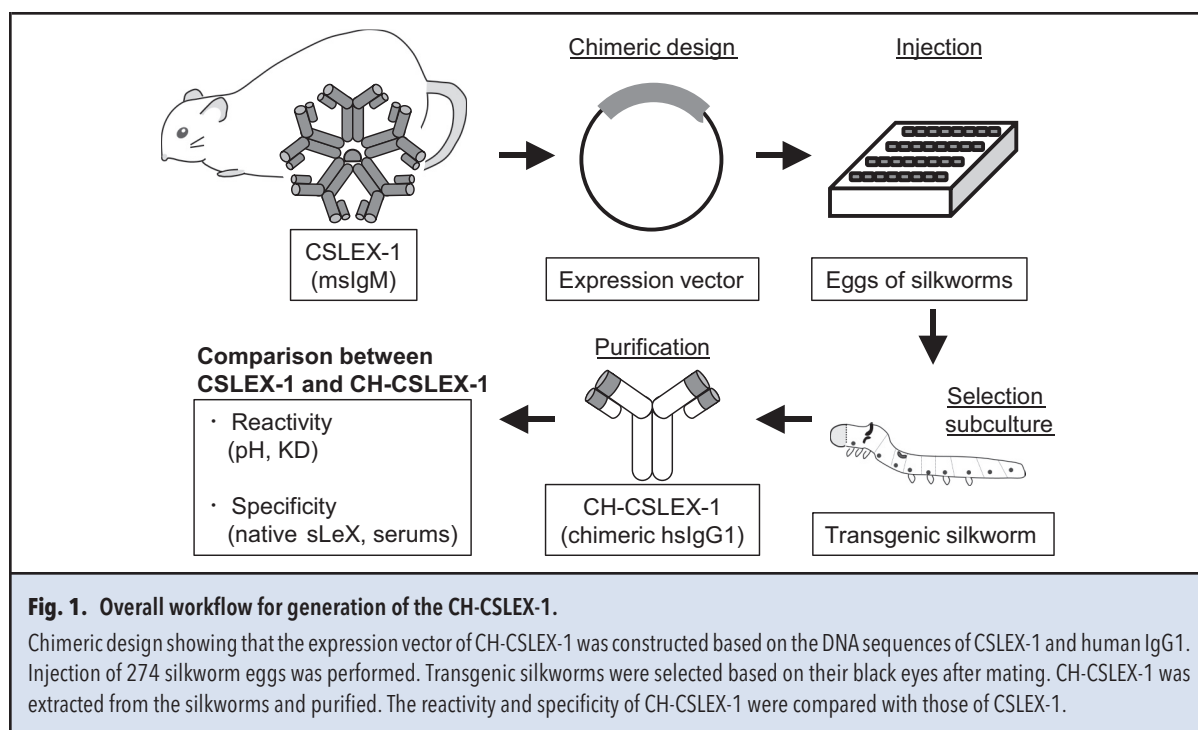 Chimeric design
Injection
CSLEX-1
(msIgM)
Expression vector
Eggs of silkworms
Comparison between
CSLEX-1 and CH-CSLEX-1
· Reactivity
(pH, KD)
· Specificity
(native sLeX, serums)
Purification
CH-CSLEX-1
(chimeric hsIgG1)
Selection
subculture
Transgenic silkworm
Fig. 1. Overall workflow for generation of the CH-CSLEX-1.
Chimeric design showing that the expression vector of CH-CSLEX-1 was constructed based on the DNA sequences of CSLEX-1 and human IgG1.
Injection of 274 silkworm eggs was performed. Transgenic silkworms were selected based on their black eyes after mating. CH-CSLEX-1 was
extracted from the silkworms and purified. The reactivity and specificity of CH-CSLEX-1 were compared with those of CSLEX-1.